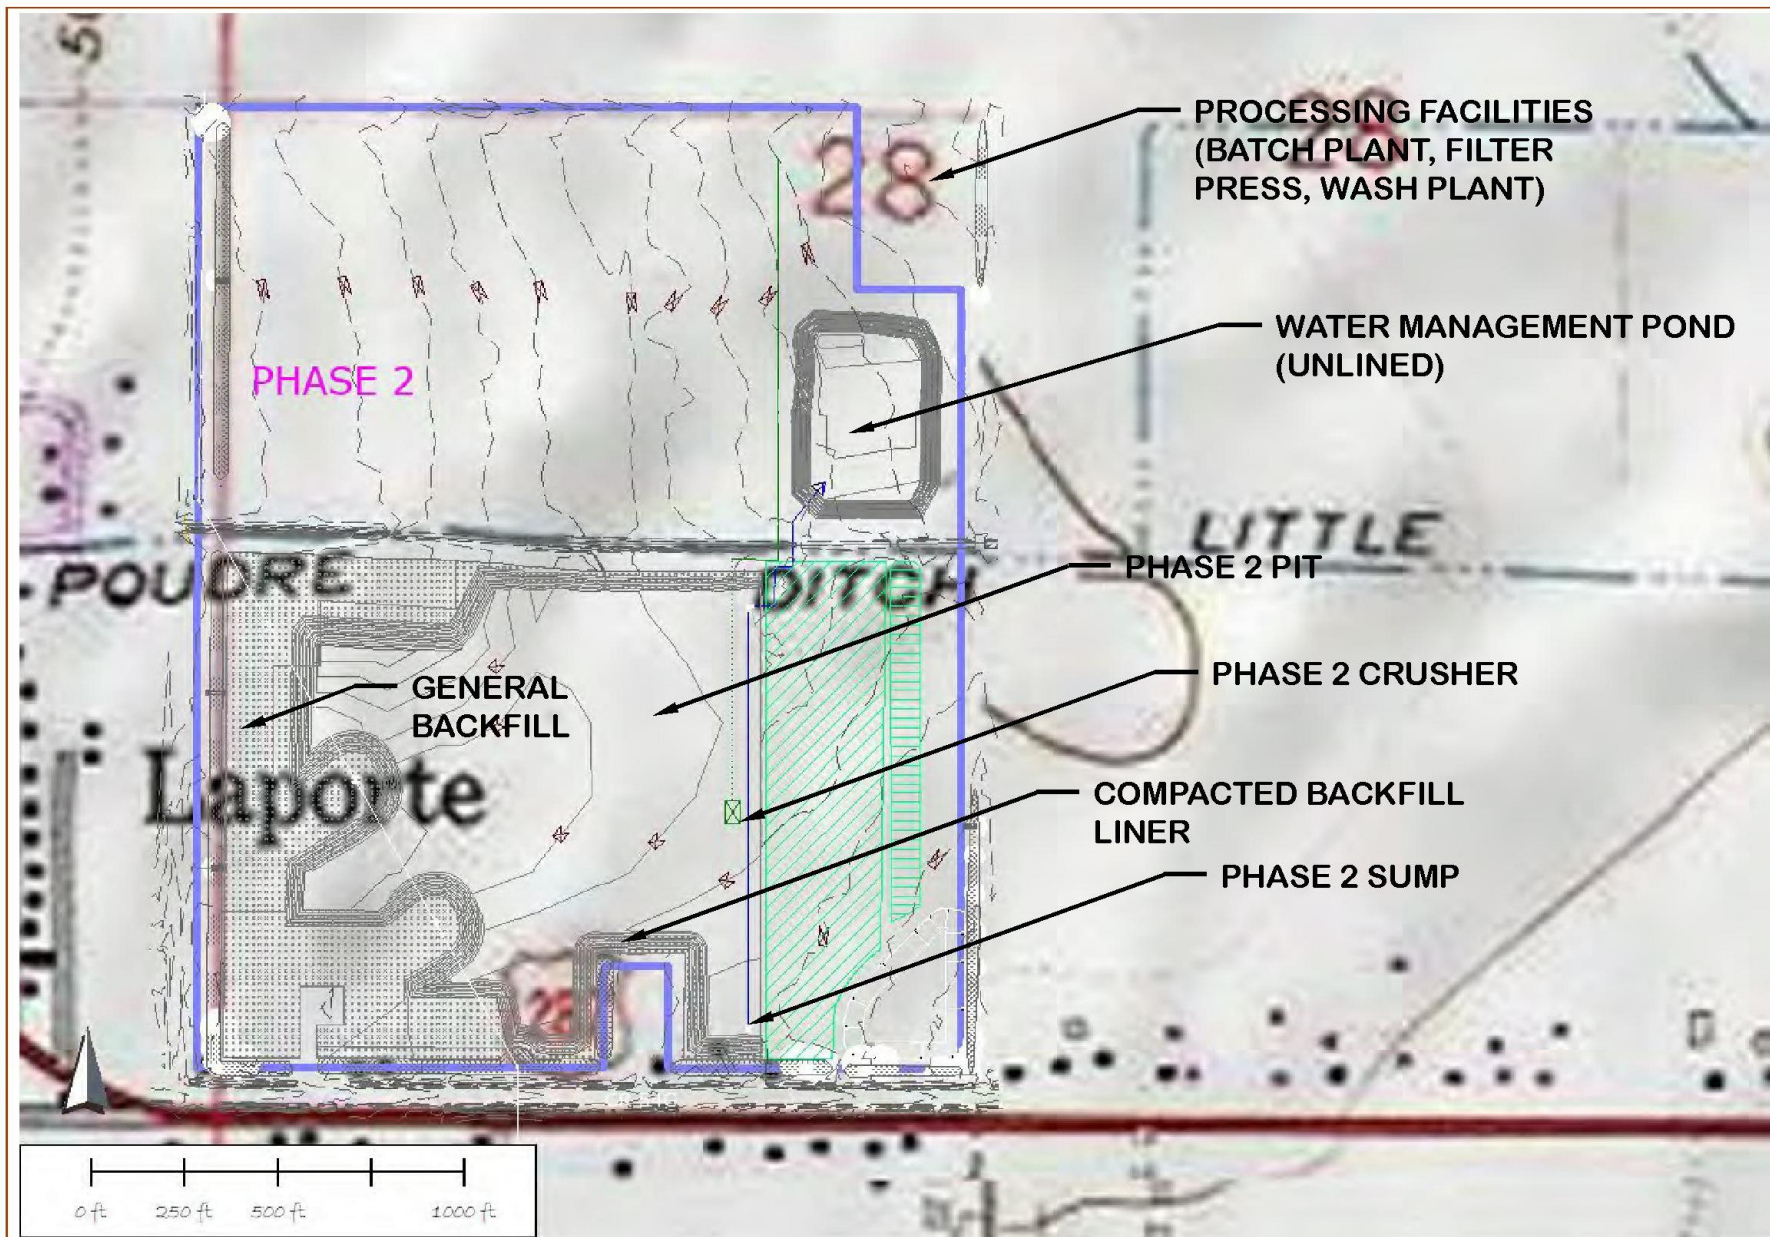 PROCESSING FACILITIES
(BATCH PLANT, FILTER
PRESS, WASH PLANT)
28
28
WATER MANAGEMENT POND
(UNLINED)
PHASE 2
LITTLE
POUDRE
DITCH
PHASE 2 PIT
PHASE 2 CRUSHER
GENERAL
BACKFILL
Laporte
COMPACTED BACKFILL
LINER
PHASE 2 SUMP
0 ft 250 ft 500 ft 1000 ft